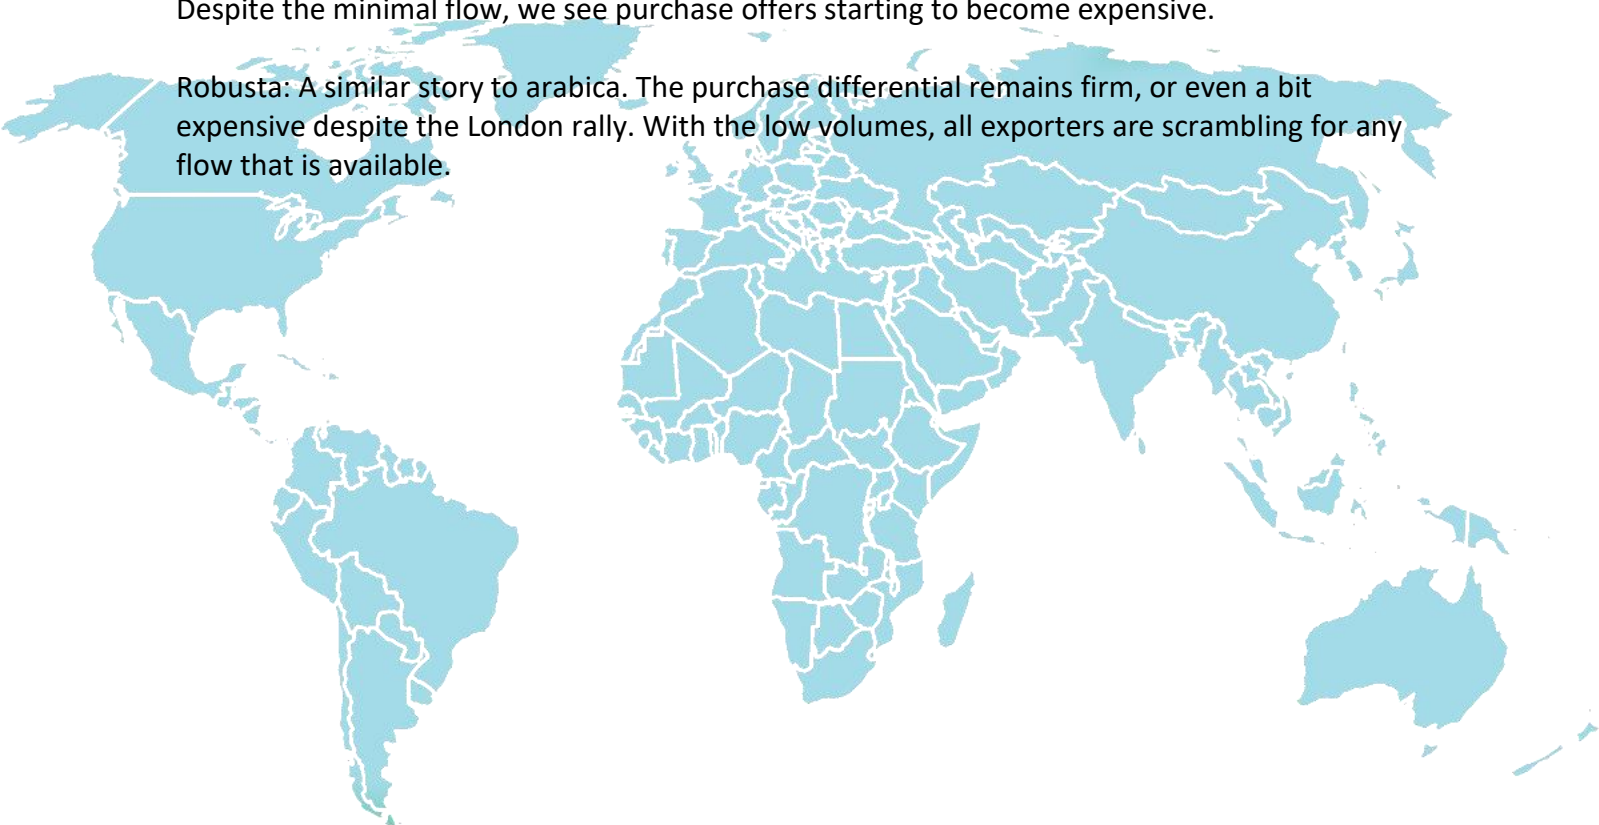 Despite the minimal flow, we see purchase offers starting to become expensive.
Robusta: A similar story to arabica. The purchase differential remains firm, or even a bit
expensive despite the London rally. With the low volumes, all exporters are scrambling for any
flow that is available.